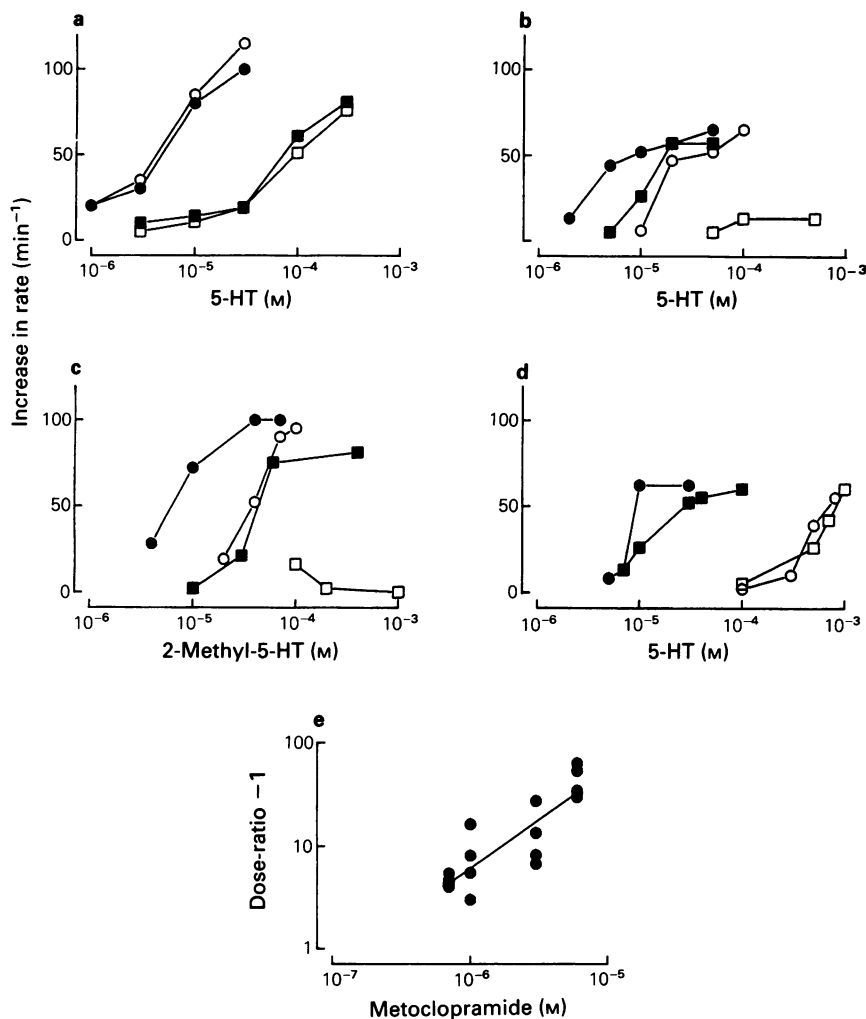 a
100
50
0
10⁻⁶ 10⁻⁵ 10⁻⁴ 10⁻³
5-HT (M)
b
100
50
10⁻⁶ 10⁻⁵ 10⁻⁴ 10⁻³
5-HT (M)
Increase in rate (min⁻¹)
c
100
50
0
10⁻⁶ 10⁻⁵ 10⁻⁴ 10⁻³
2-Methyl-5-HT (M)
d
100
50
0
10⁻⁶ 10⁻⁵ 10⁻⁴ 10⁻³
5-HT (M)
e
100
10
1
Dose-ratio −1
10⁻⁷ 10⁻⁶ 10⁻⁵
Metoclopramide (M)